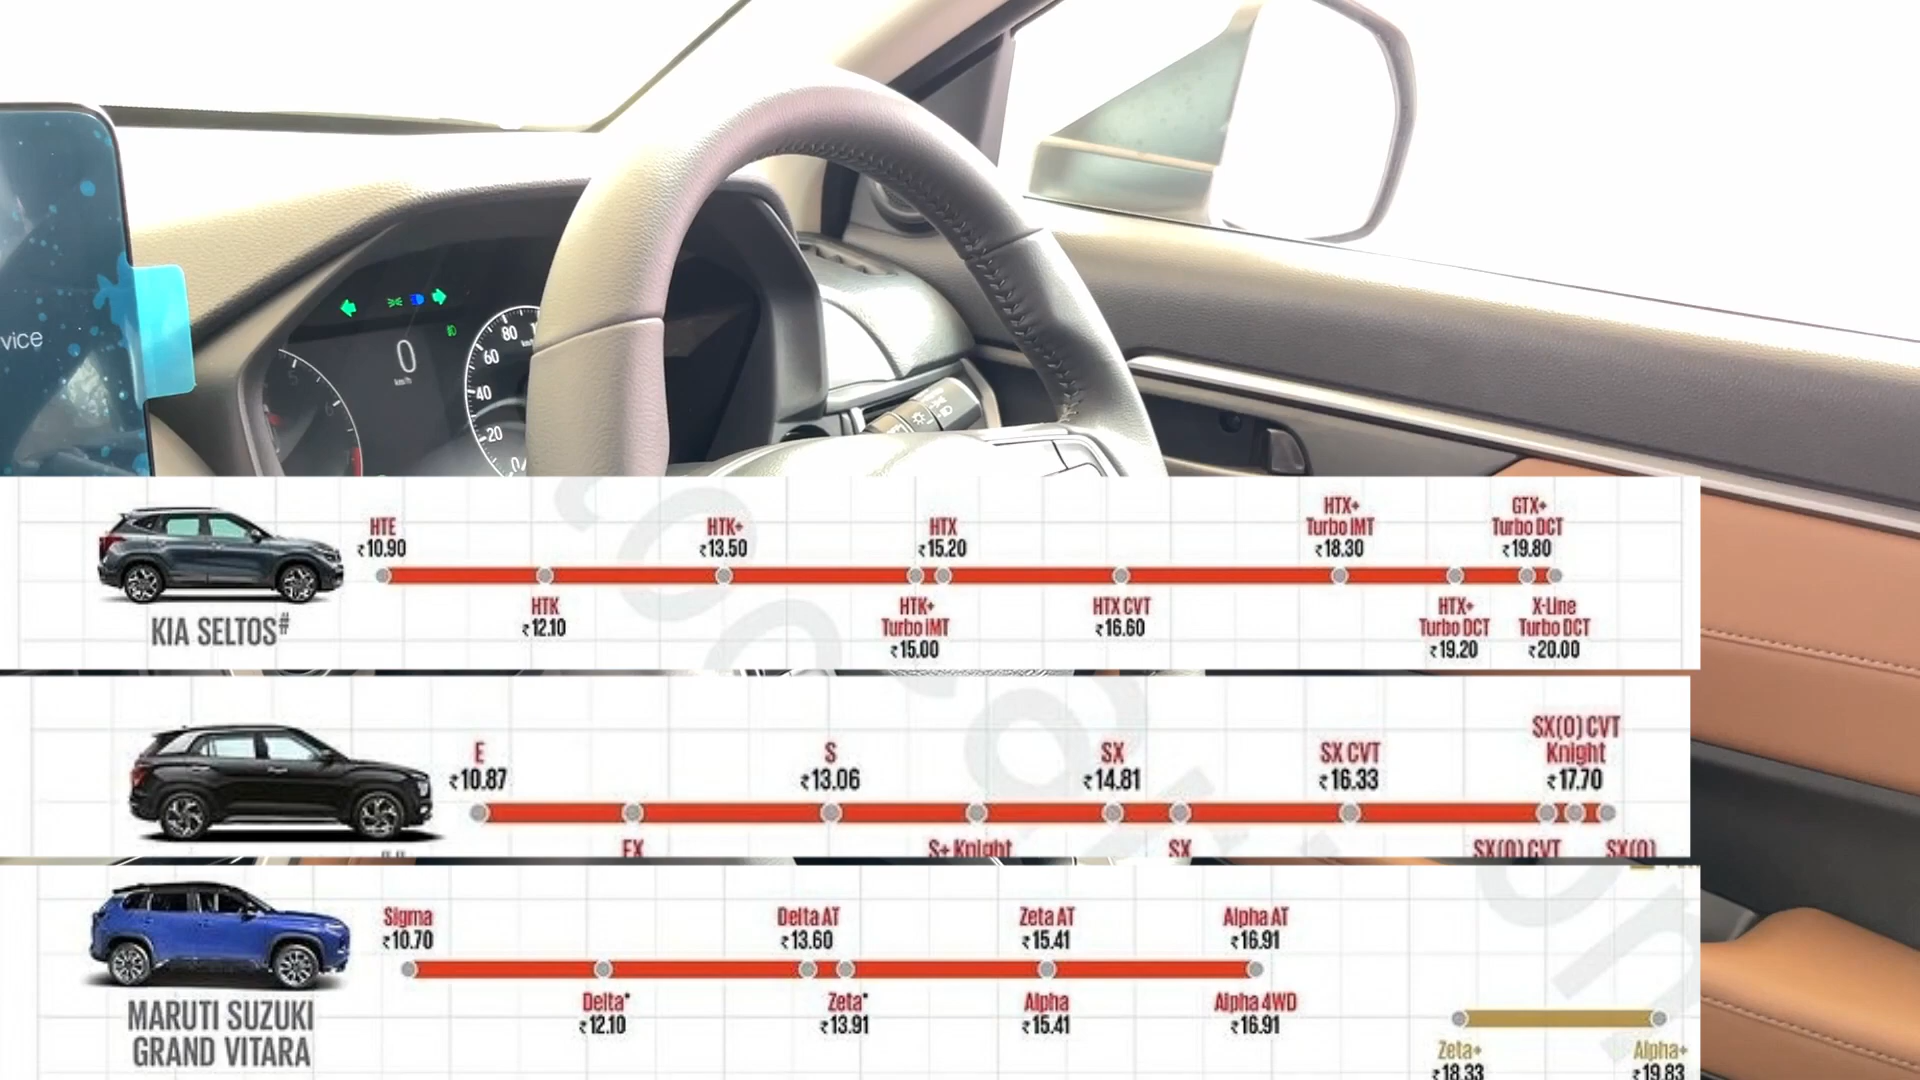 vice
0
km/h
80
60
40
20
0
5
6
HTE
₹10.90
HTK+
₹13.50
HTX
₹15.20
HTX+
Turbo iMT
₹18.30
GTX+
Turbo DCT
₹19.80
KIA SELTOS#
HTK
₹12.10
HTK+
Turbo iMT
₹15.00
HTX CVT
₹16.60
HTX+
Turbo DCT
₹19.20
X-Line
Turbo DCT
₹20.00
E
₹10.87
S
₹13.06
SX
₹14.81
SX CVT
₹16.33
SX(O) CVT
Knight
₹17.70
EX
S+ Knight
SX
SX(O) CVT
SX(O)
Sigma
₹10.70
Delta AT
₹13.60
Zeta AT
₹15.41
Alpha AT
₹16.91
MARUTI SUZUKI
GRAND VITARA
Delta*
₹12.10
Zeta*
₹13.91
Alpha
₹15.41
Alpha 4WD
₹16.91
Zeta+
₹18.33
Alpha+
₹19.83